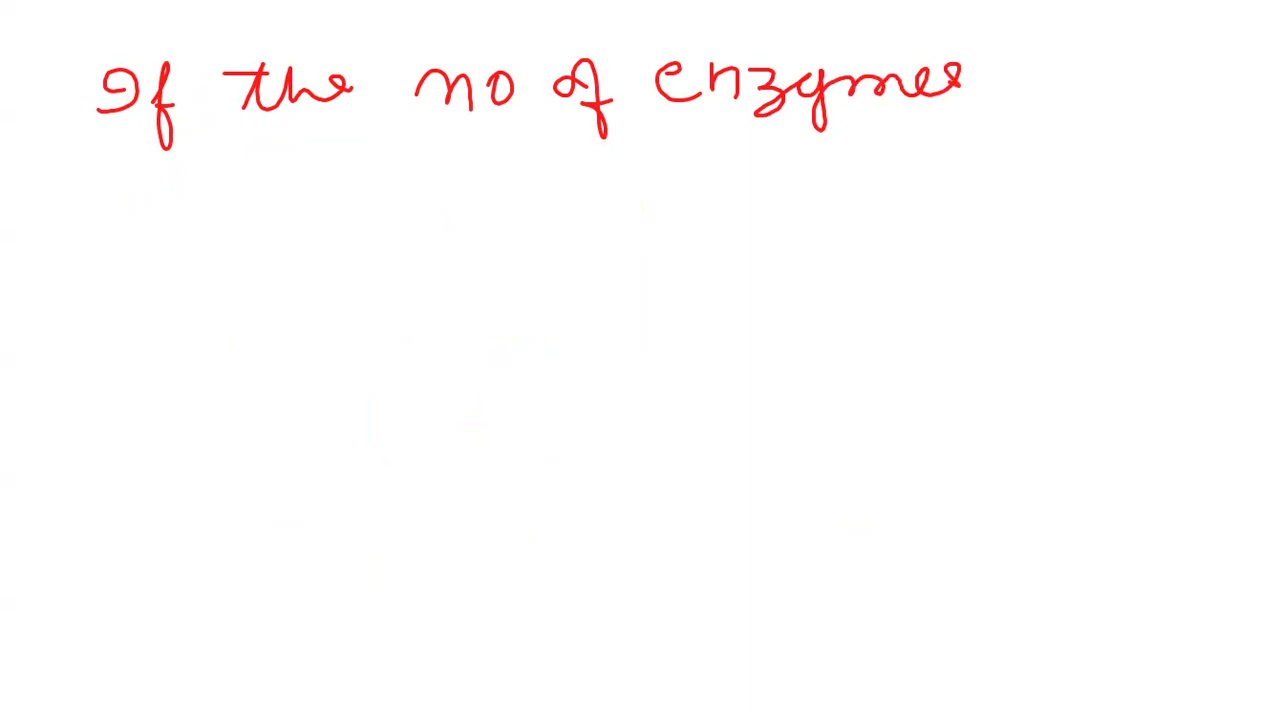 If the no of enzymes